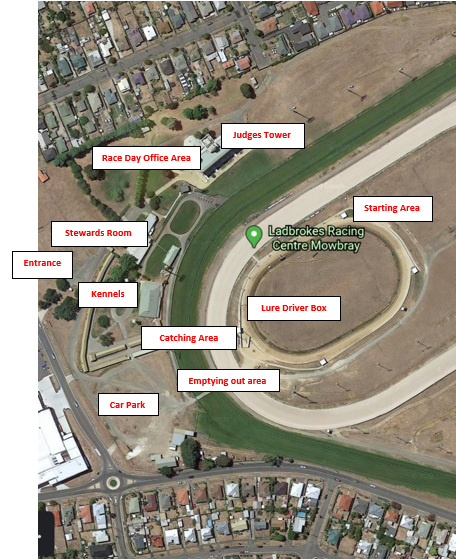 Judges Tower
Race Day Office Area
Starting Area
Stewards Room
Ladbrokes Racing
Centre Mowbray
Entrance
Kennels
Lure Driver Box
Catching Area
Emptying out area
Car Park